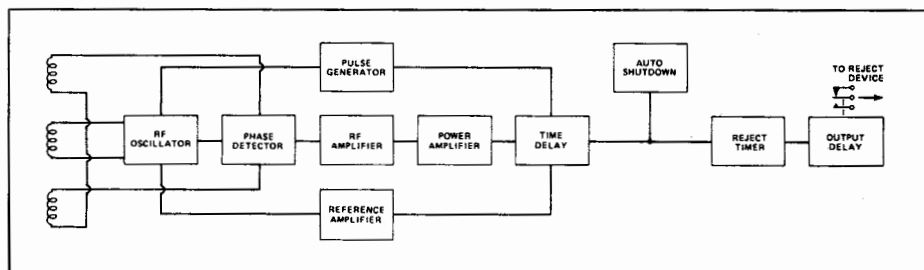 PULSE
GENERATOR
AUTO
SHUTDOWN
TO REJECT
DEVICE
RF
OSCILLATOR
PHASE
DETECTOR
RF
AMPLIFIER
POWER
AMPLIFIER
TIME
DELAY
REJECT
TIMER
OUTPUT
DELAY
REFERENCE
AMPLIFIER